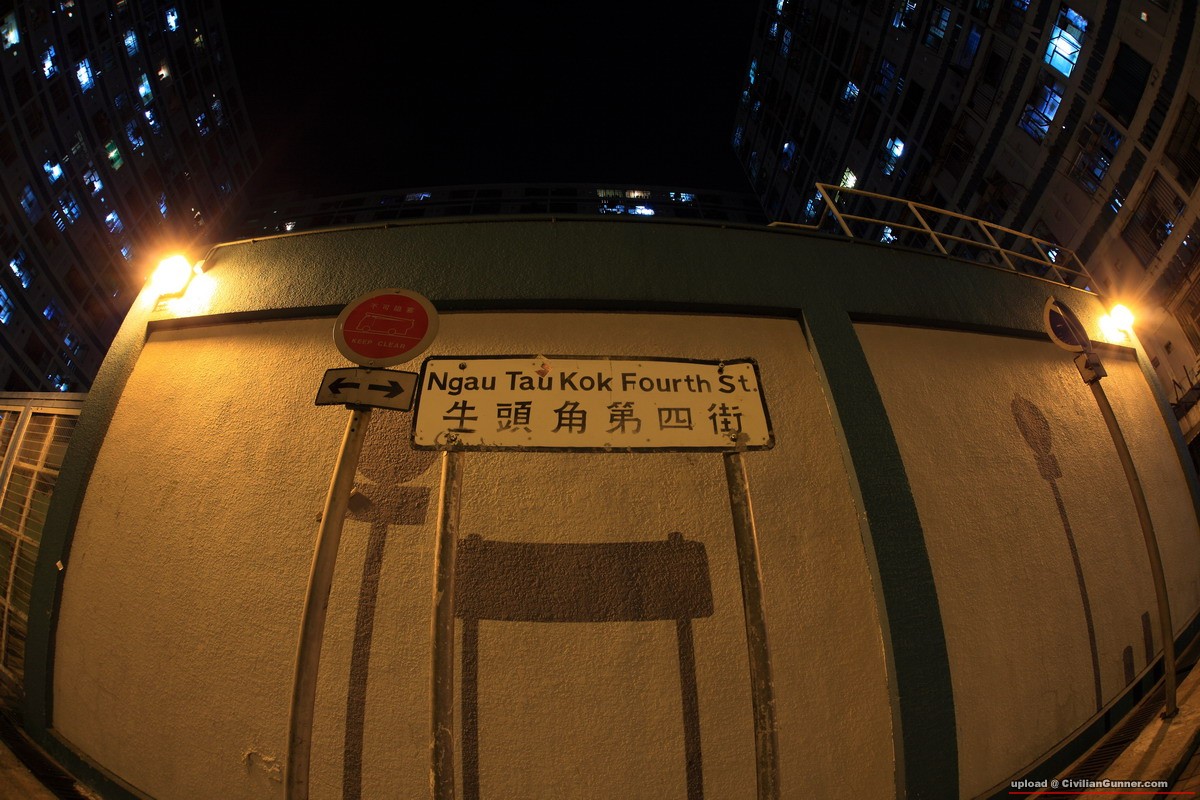 KEEP CLEAR
Ngau Tau Kok Fourth St.
牛頭角第四街
upload @ CivilianGunner.com